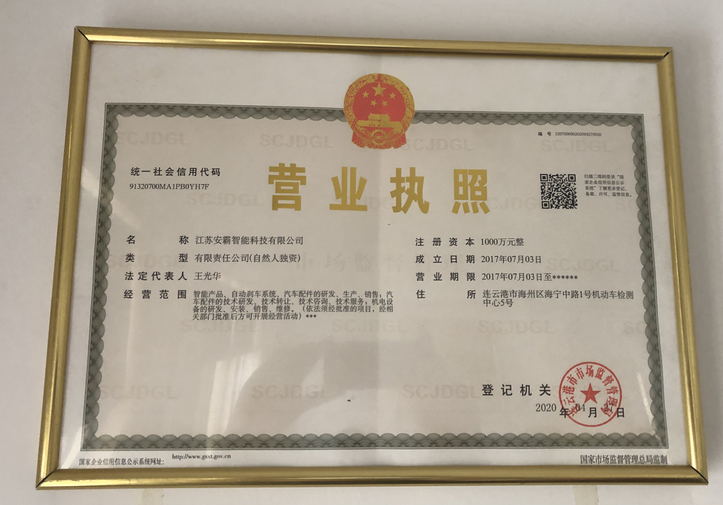 统一社会信用代码
91320700MA1PB0YH7F
营业执照
扫描二维码登录“国
家企业信用信息公示
系统”了解更多登记、
备案、许可、监管信息。
名 称 江苏安霸智能科技有限公司
类 型 有限责任公司(自然人独资)
法定代表人 王光华
经营范围 智能产品、自动刹车系统、汽车配件的研发、生产、销售；汽
车配件的技术研发、技术转让、技术咨询、技术服务；机电设
备的研发、安装、销售、维修。（依法须经批准的项目，经相
关部门批准后方可开展经营活动）***
注册资本 1000万元整
成立日期 2017年07月03日
营业期限 2017年07月03日至******
住 所 连云港市海州区海宁中路1号机动车检测
中心5号
登记机关
2020 年 01 月 日
国家企业信用信息公示系统网址：
http://www.gsxt.gov.cn
国家市场监督管理总局监制